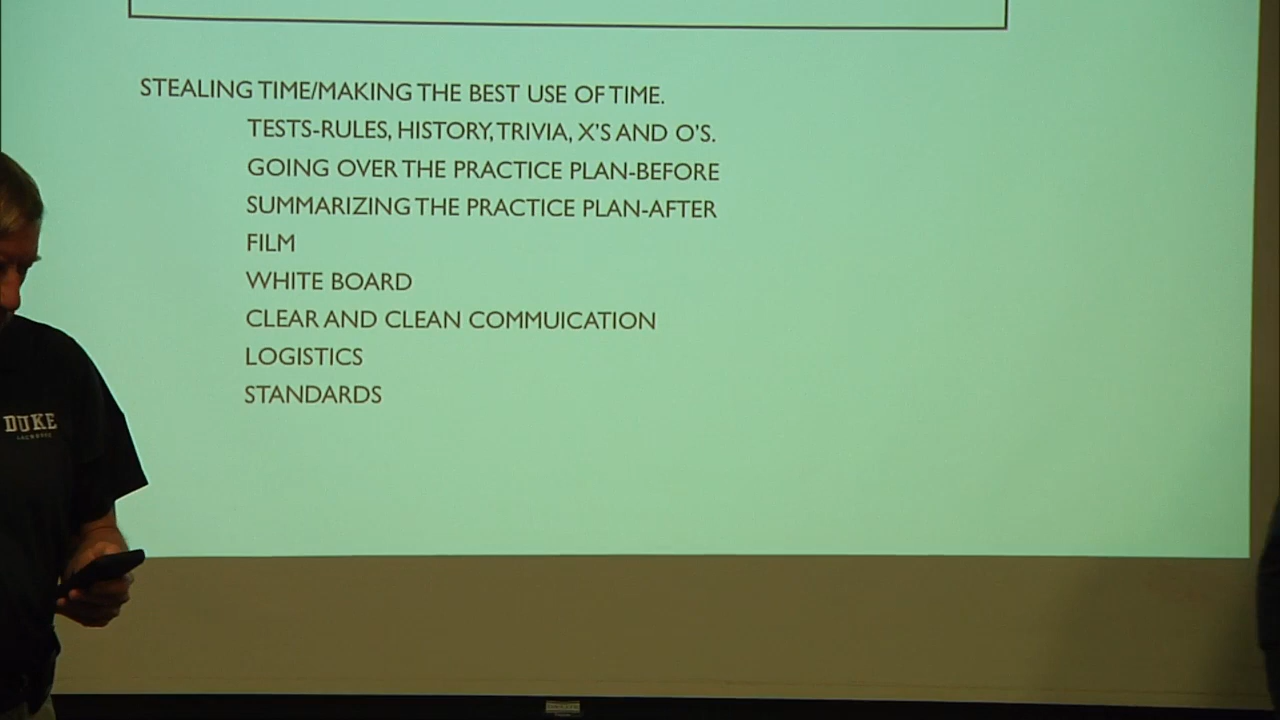 STEALING TIME/MAKING THE BEST USE OF TIME.
TESTS-RULES, HISTORY, TRIVIA, X'S AND O'S.
GOING OVER THE PRACTICE PLAN-BEFORE
SUMMARIZING THE PRACTICE PLAN-AFTER
FILM
WHITE BOARD
CLEAR AND CLEAN COMMUICATION
LOGISTICS
STANDARDS
DUKE
LACROSSE